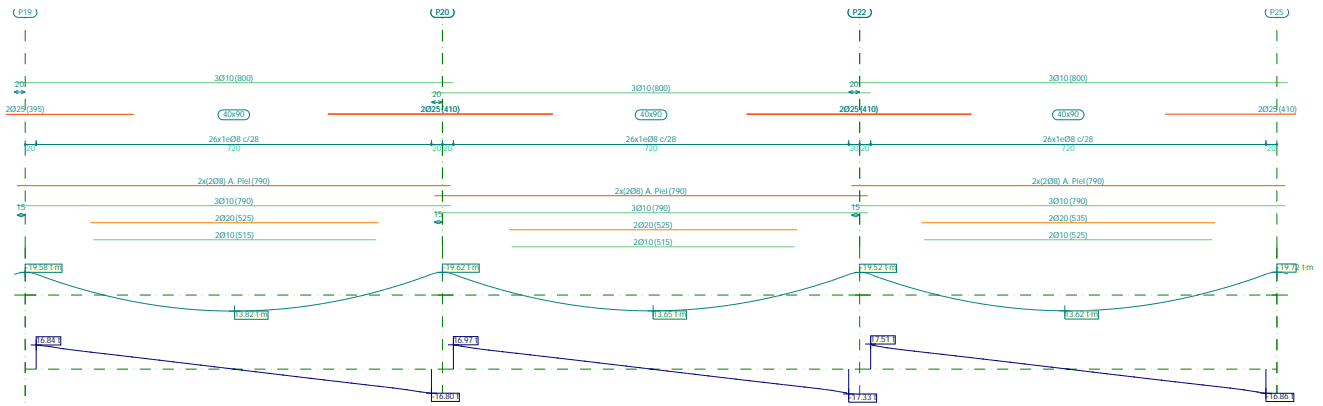 P19 P20 P22 P25
3Ø10(800) 3Ø10(800)
20 20
20 3Ø10(800)
2Ø25(395) 40x90 2Ø25(410) 40x90 2Ø25(410) 40x90 2Ø25(410)
26x1eØ8 c/28 26x1eØ8 c/28 26x1eØ8 c/28
20 720 20 20 720 20 20 720 20
2x(2Ø8) A. Piel(790) 2x(2Ø8) A. Piel(790)
2x(2Ø8) A. Piel(790)
3Ø10(790) 3Ø10(790)
15 15 3Ø10(790) 15
2Ø20(525) 2Ø20(535)
2Ø20(525)
2Ø10(515) 2Ø10(525)
2Ø10(515)
-19.58 t·m -19.62 t·m -19.52 t·m -19.72 t·m
13.82 t·m 13.65 t·m 13.62 t·m
16.84 t 16.97 t 17.51 t
-16.80 t -17.33 t -16.86 t